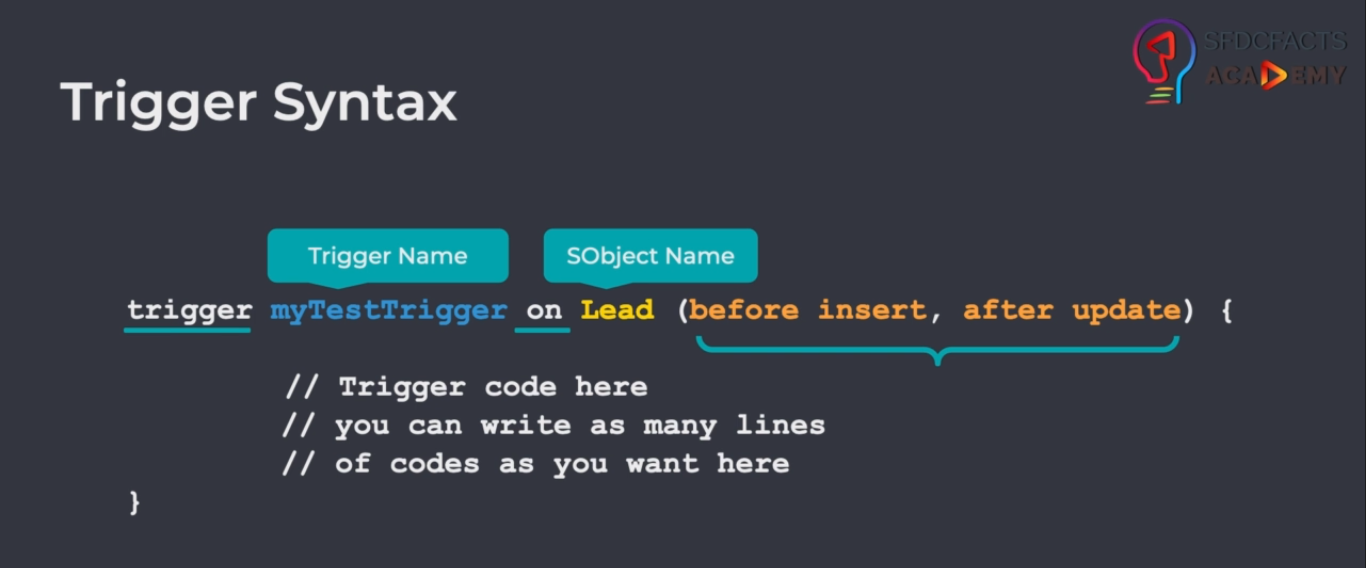 SFDCFACTS
ACADEMY
Trigger Syntax
Trigger Name
SObject Name
trigger myTestTrigger on Lead (before insert, after update) {
// Trigger code here
// you can write as many lines
// of codes as you want here
}